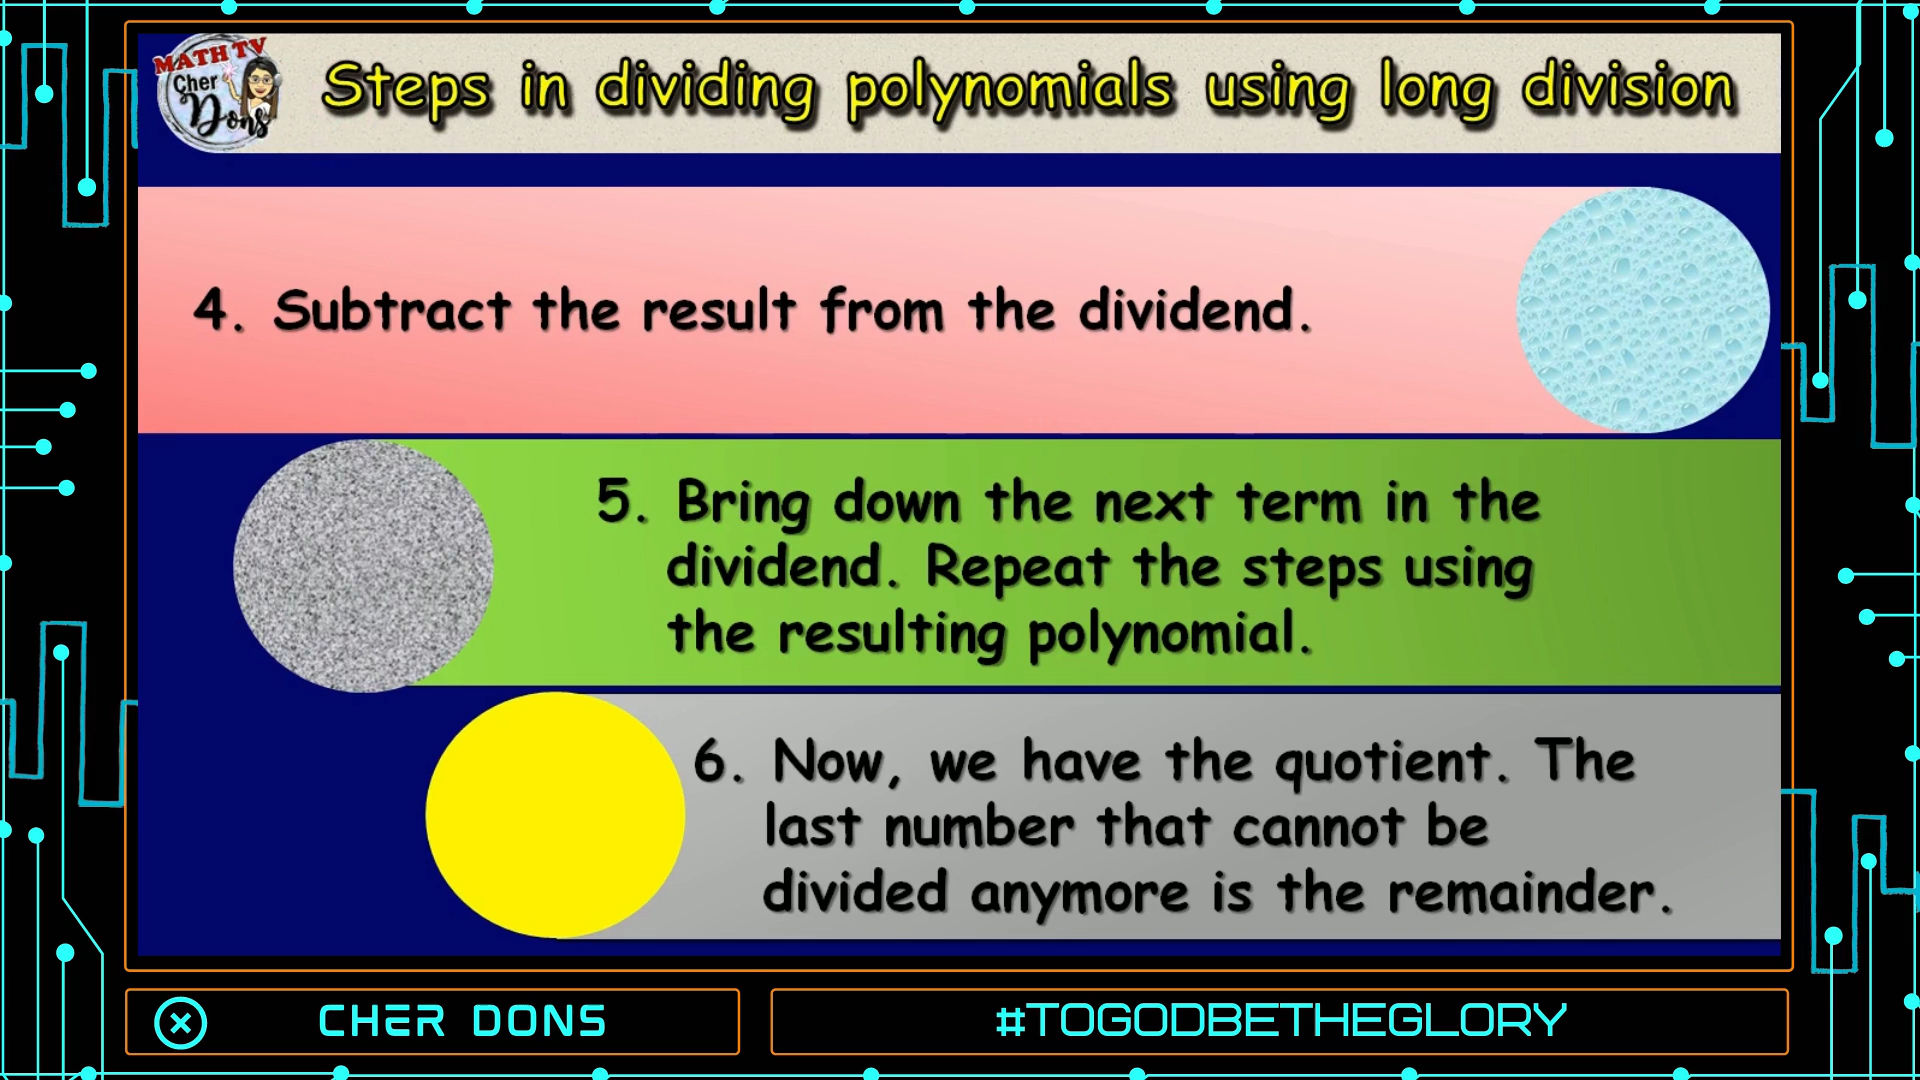 MATH TV
Cher
Dons
Steps in dividing polynomials using long division
4. Subtract the result from the dividend.
5. Bring down the next term in the
dividend. Repeat the steps using
the resulting polynomial.
6. Now, we have the quotient. The
last number that cannot be
divided anymore is the remainder.
CHER DONS
#TOGODBETHEGLORY